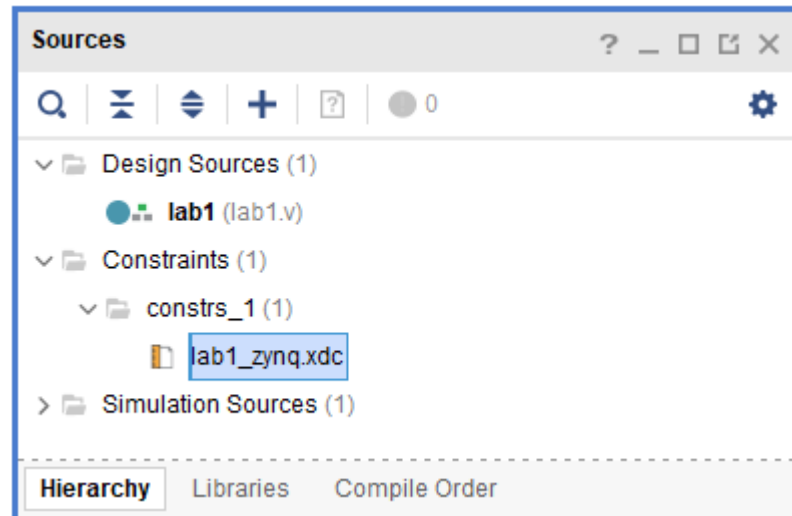 Sources
0
Design Sources (1)
lab1 (lab1.v)
Constraints (1)
constrs_1 (1)
lab1_zynq.xdc
Simulation Sources (1)
Hierarchy Libraries Compile Order